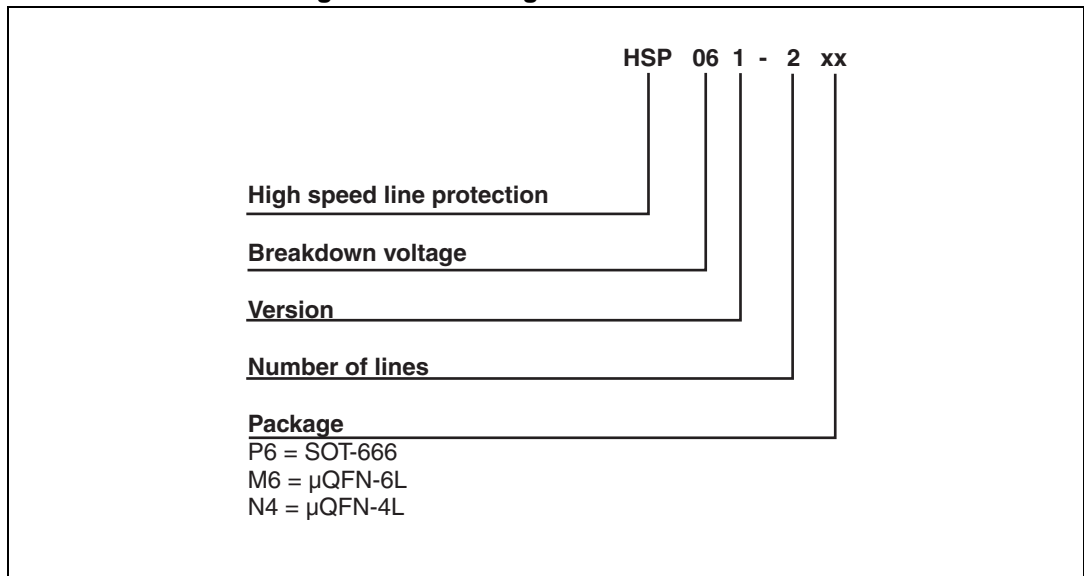 HSP 06 1 - 2 xx
High speed line protection
Breakdown voltage
Version
Number of lines
Package
P6 = SOT-666
M6 = µQFN-6L
N4 = µQFN-4L